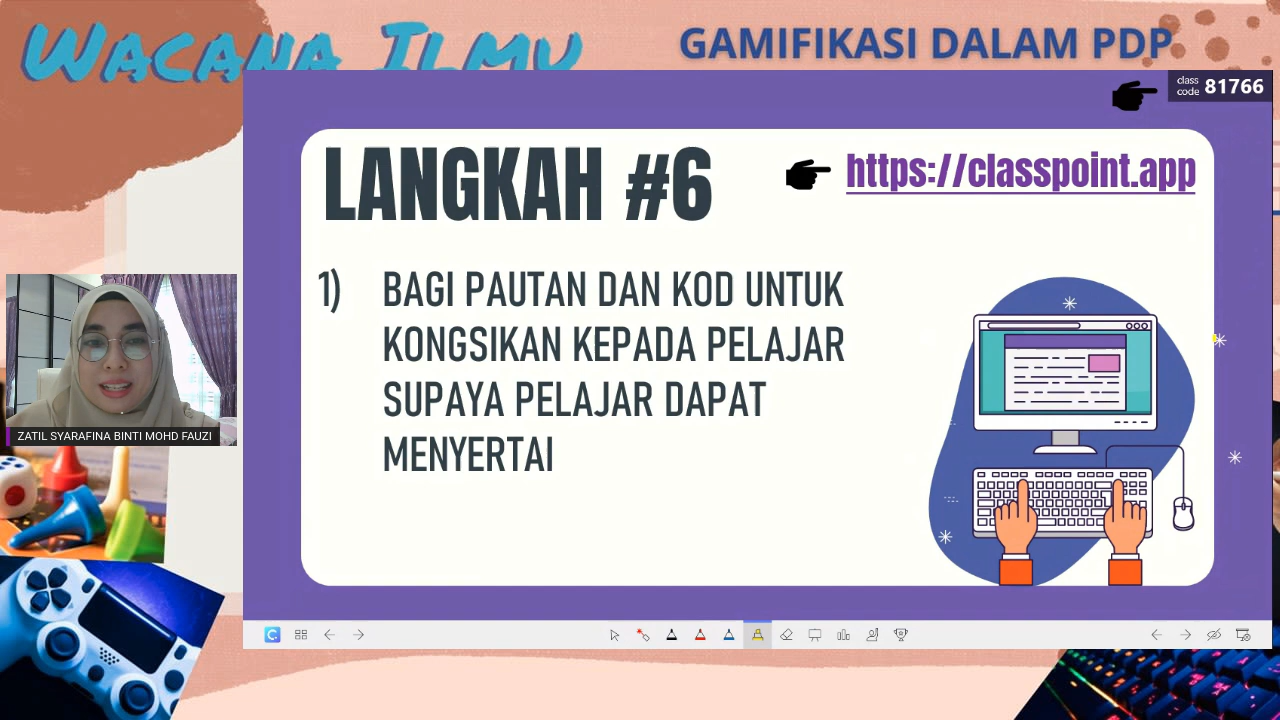 WACANA ILMU
GAMIFIKASI DALAM PDP
class
code 81766
LANGKAH #6
https://classpoint.app
1) BAGI PAUTAN DAN KOD UNTUK
KONGSIKAN KEPADA PELAJAR
SUPAYA PELAJAR DAPAT
MENYERTAI
ZATIL SYARAFINA BINTI MOHD FAUZI